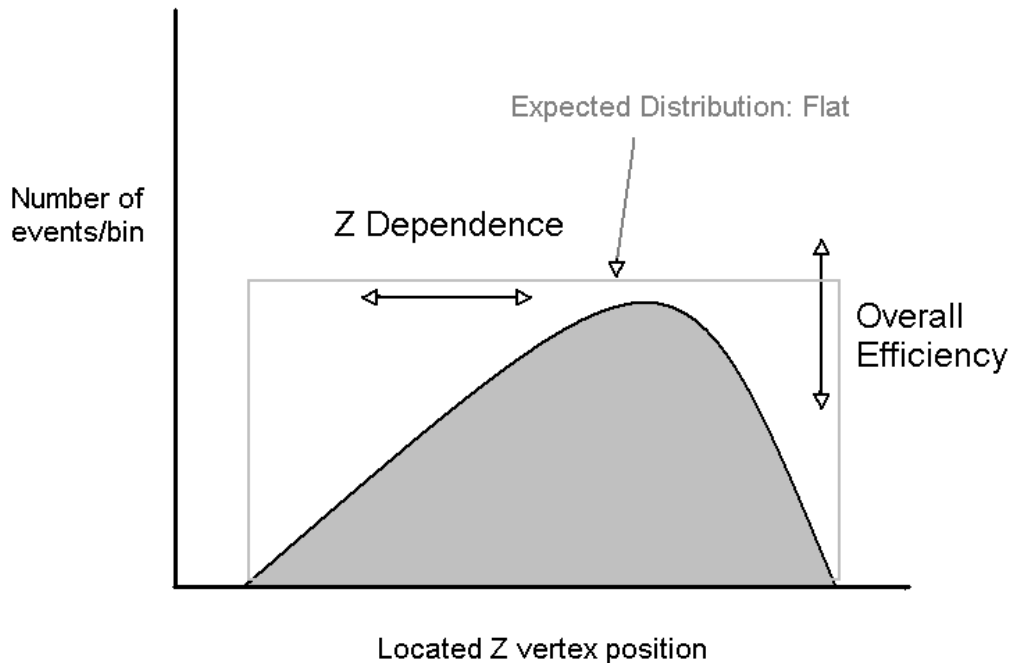 Expected Distribution: Flat
Number of
events/bin
Z Dependence
Overall
Efficiency
Located Z vertex position